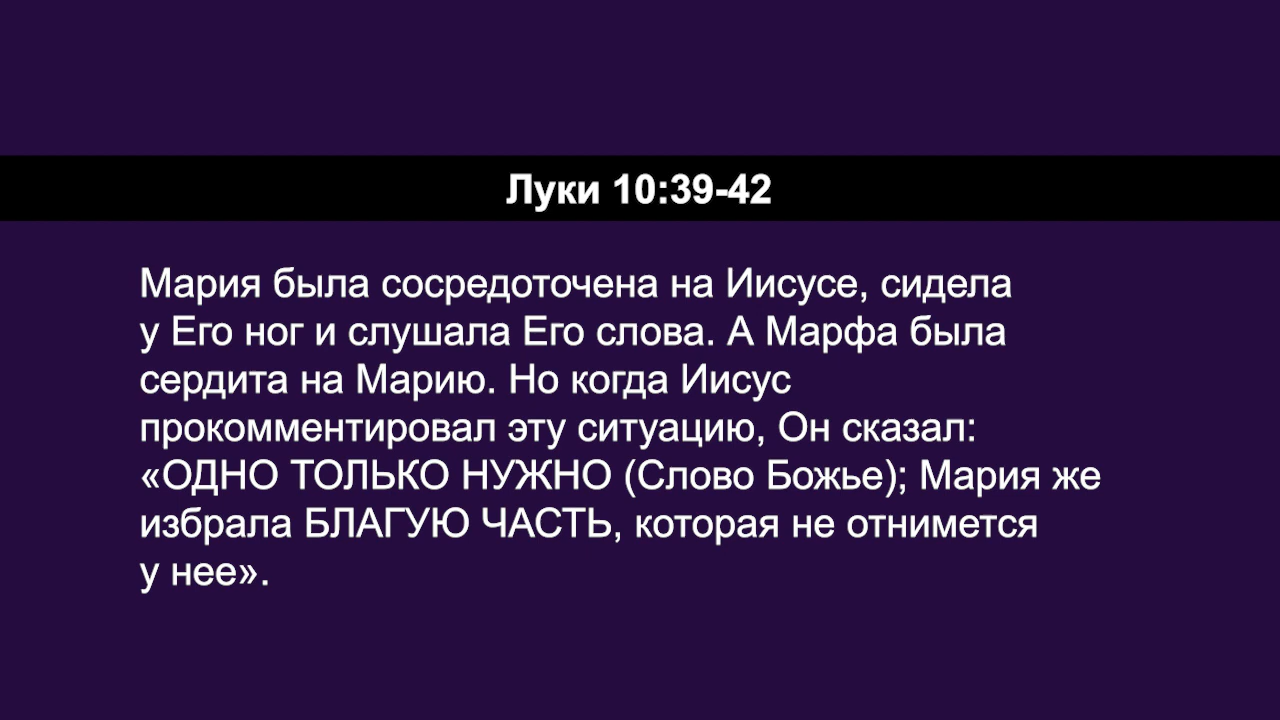 Луки 10:39-42
Мария была сосредоточена на Иисусе, сидела
у Его ног и слушала Его слова. А Марфа была
сердита на Марию. Но когда Иисус
прокомментировал эту ситуацию, Он сказал:
«ОДНО ТОЛЬКО НУЖНО (Слово Божье); Мария же
избрала БЛАГУЮ ЧАСТЬ, которая не отнимется
у нее».